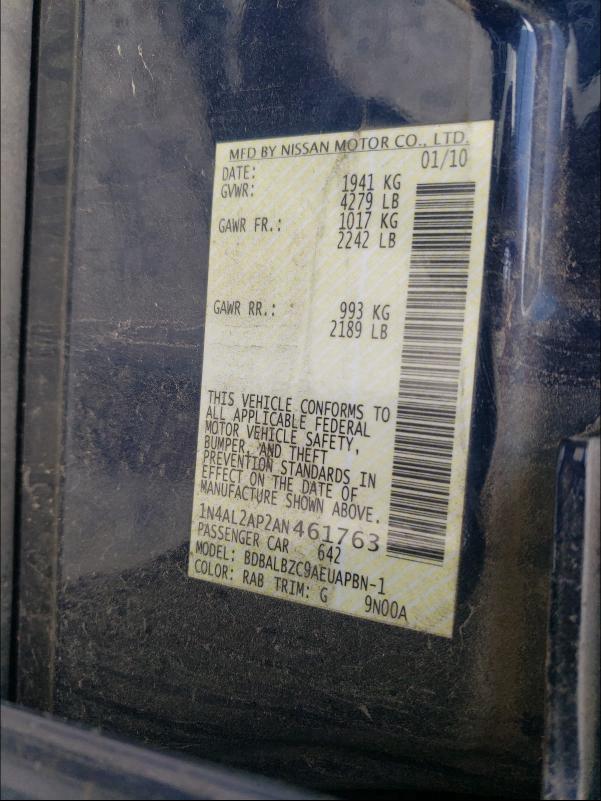 MFD BY NISSAN MOTOR CO., LTD.
DATE: 01/10
GVWR: 1941 KG
4279 LB
GAWR FR.: 1017 KG
2242 LB
GAWR RR.: 993 KG
2189 LB
THIS VEHICLE CONFORMS TO
ALL APPLICABLE FEDERAL
MOTOR VEHICLE SAFETY,
BUMPER, AND THEFT
PREVENTION STANDARDS IN
EFFECT ON THE DATE OF
MANUFACTURE SHOWN ABOVE.
1N4AL2AP2AN461763
PASSENGER CAR 642
MODEL: BDBALBZC9AEUAPBN-1
COLOR: RAB TRIM: G 9N00A